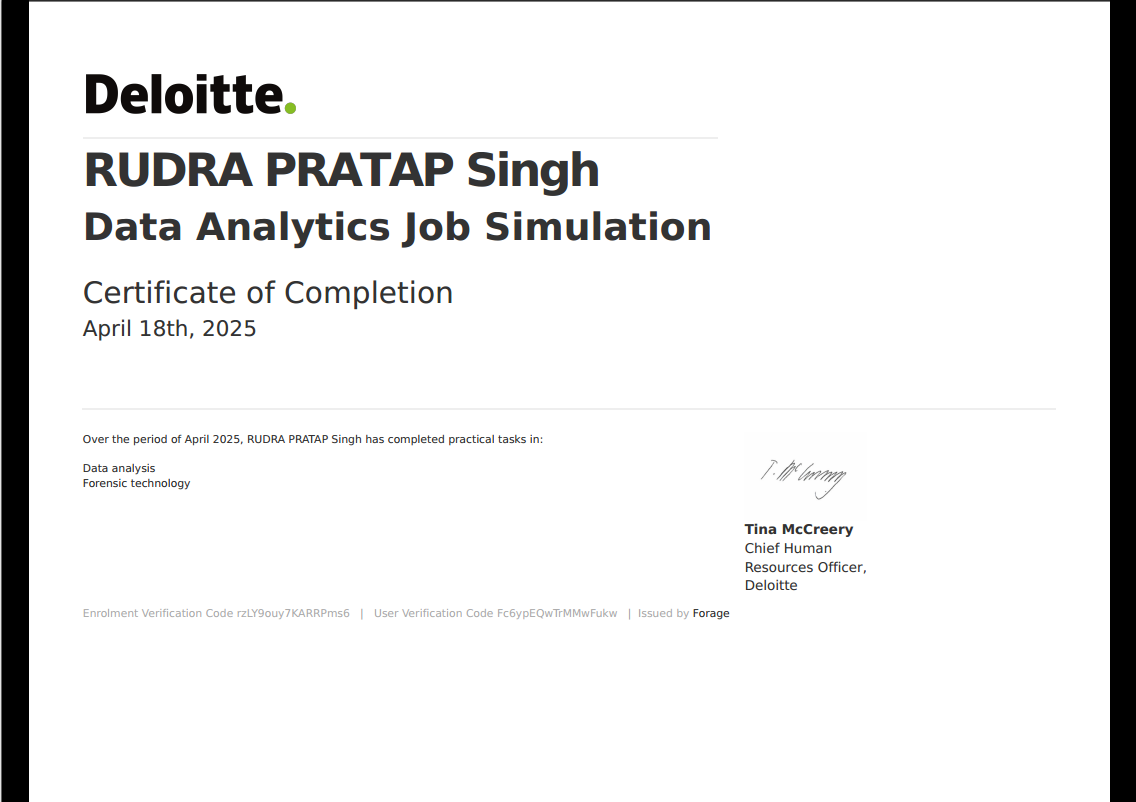 Deloitte.
RUDRA PRATAP Singh
Data Analytics Job Simulation
Certificate of Completion
April 18th, 2025
Over the period of April 2025, RUDRA PRATAP Singh has completed practical tasks in:
Data analysis
Forensic technology
T. McCreery
Tina McCreery
Chief Human
Resources Officer,
Deloitte
Enrolment Verification Code rzLY9ouy7KARRPms6 | User Verification Code Fc6ypEQwTrMMwFukw | Issued by Forage